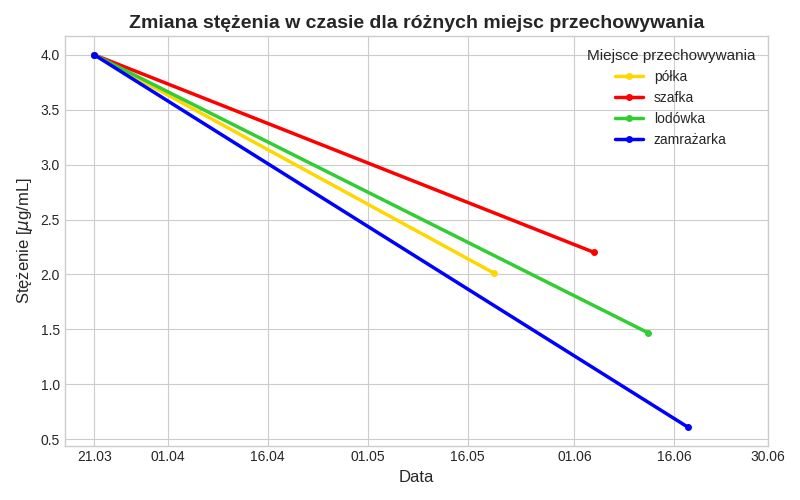 Zmiana stężenia w czasie dla różnych miejsc przechowywania
Stężenie [µg/mL]
4.0
3.5
3.0
2.5
2.0
1.5
1.0
0.5
Miejsce przechowywania
półka
szafka
lodówka
zamrażarka
21.03 01.04 16.04 01.05 16.05 01.06 16.06 30.06
Data